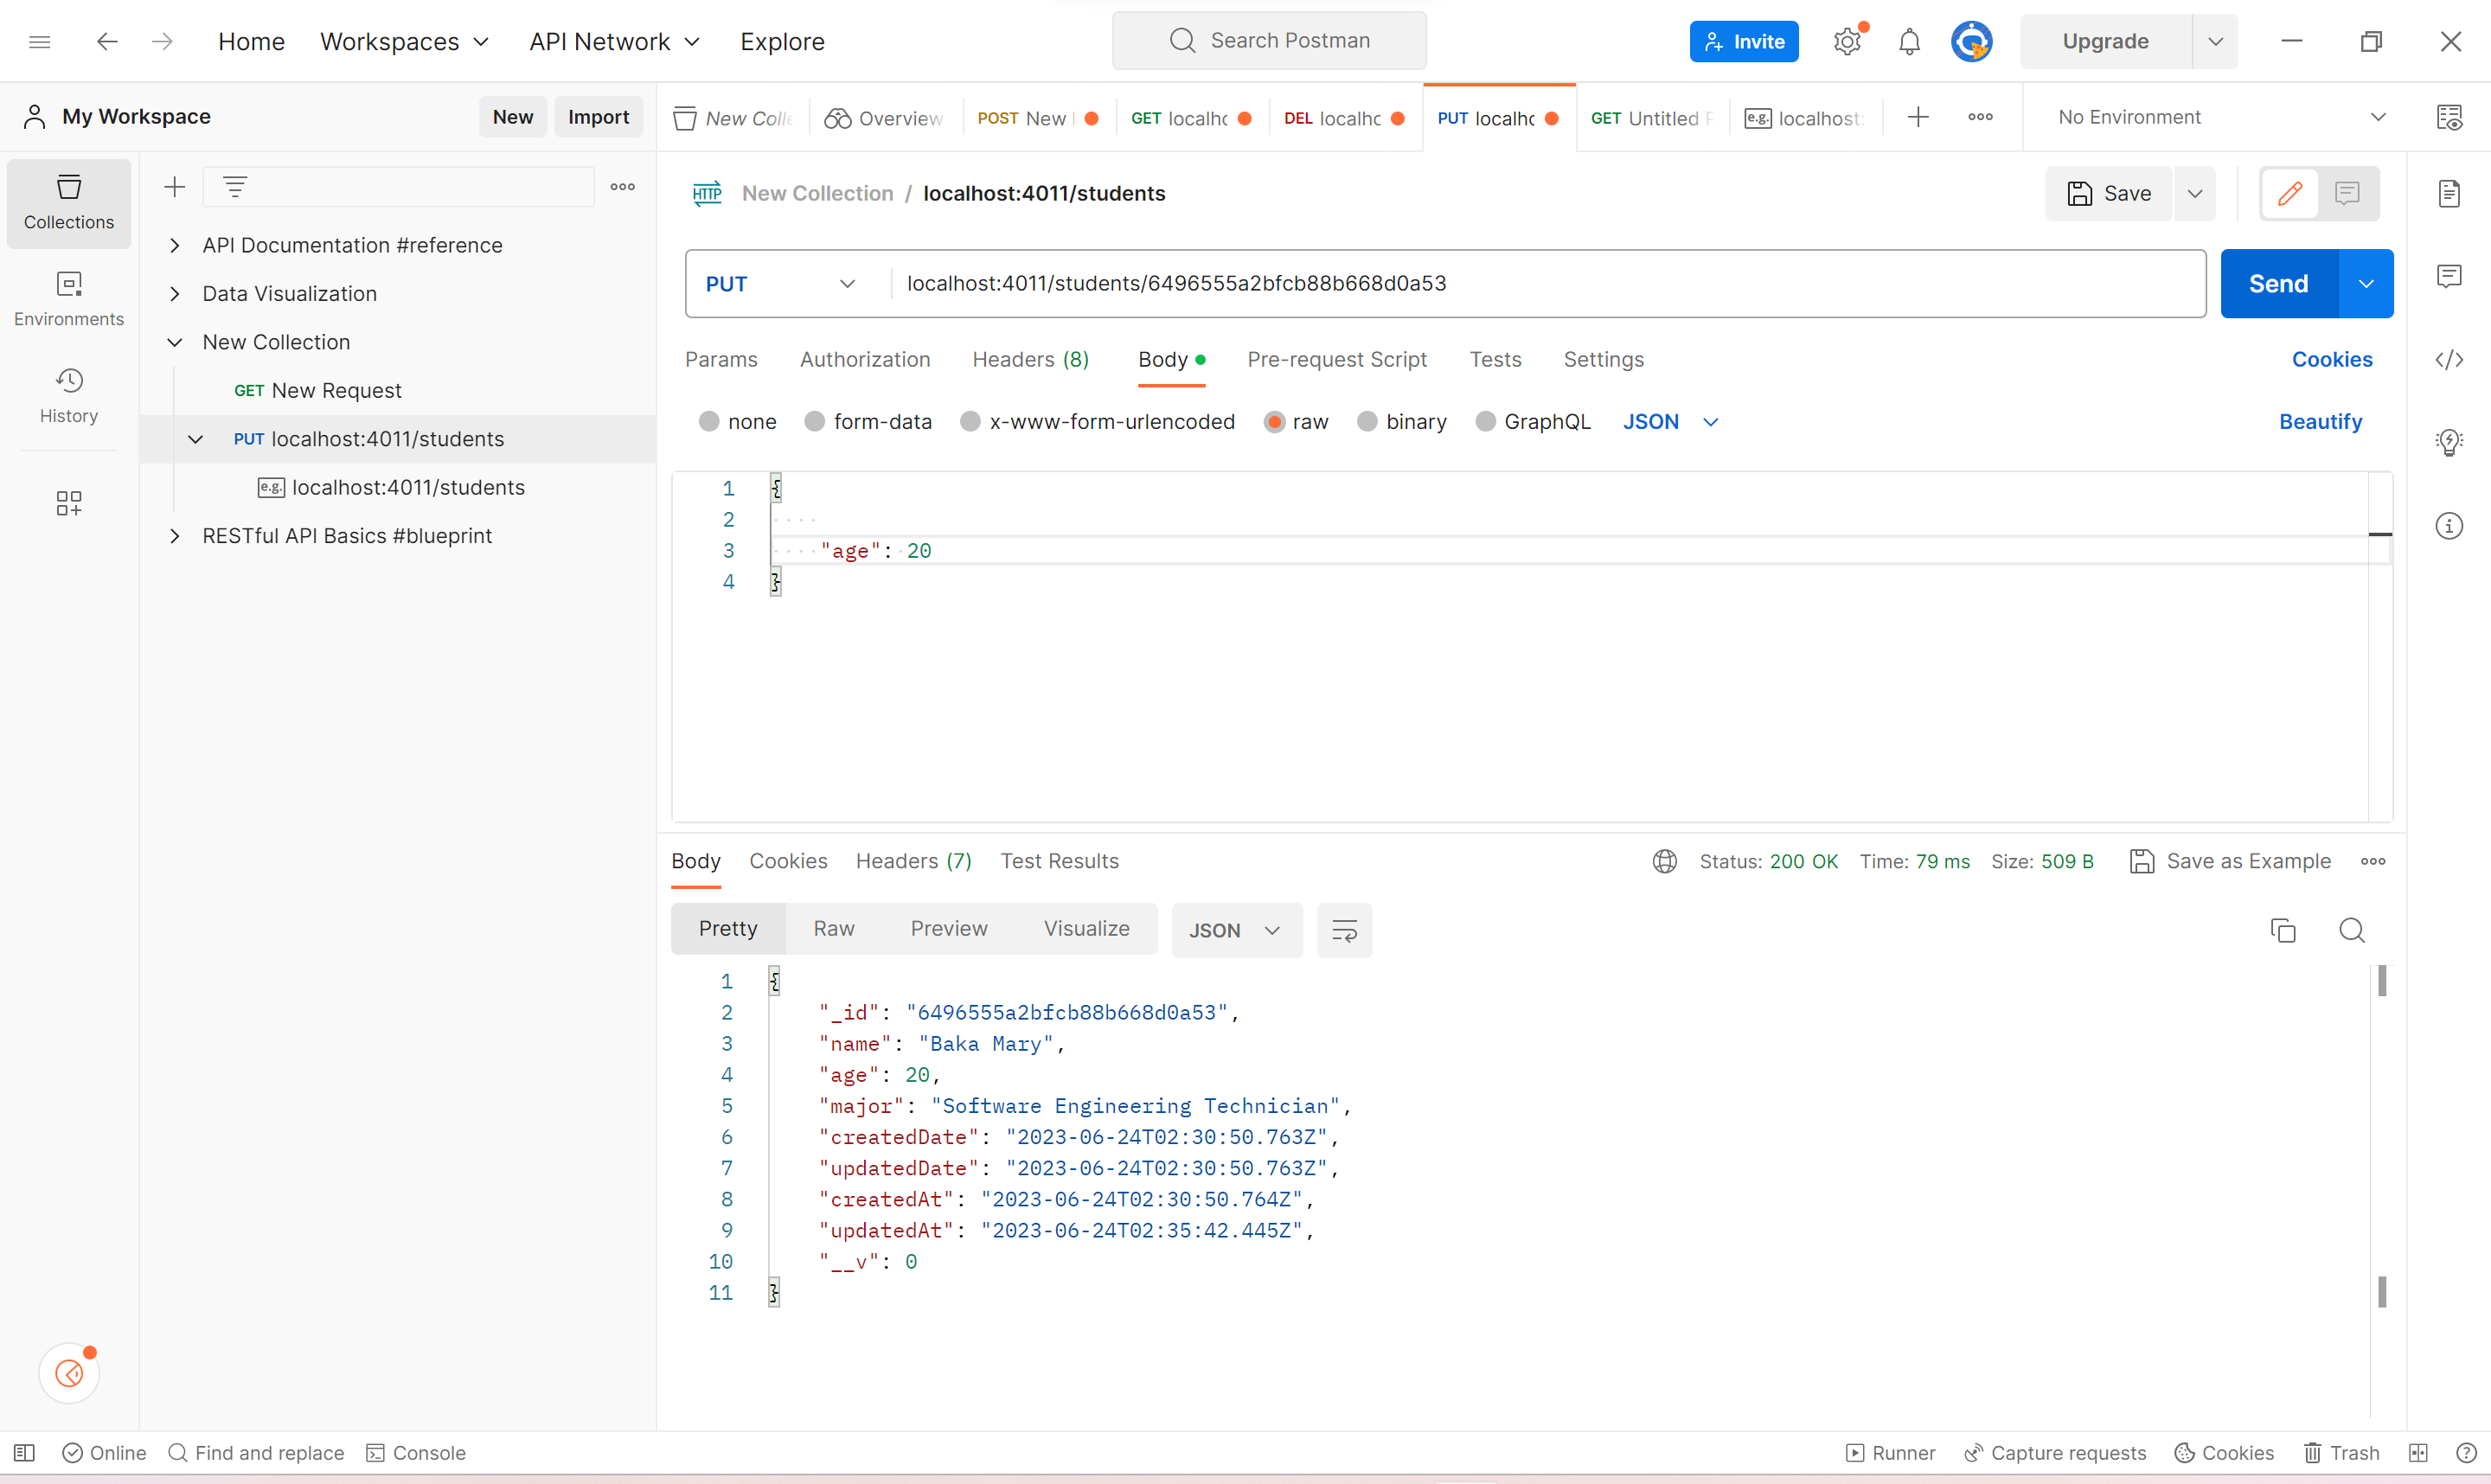 Home Workspaces API Network Explore Search Postman Invite Upgrade
My Workspace New Import New Colle Overview POST New GET localho DEL localho PUT localho GET Untitled localhost: No Environment
New Collection / localhost:4011/students Save
Collections
Environments
History
API Documentation #reference
Data Visualization
New Collection
GET New Request
PUT localhost:4011/students
e.g. localhost:4011/students
RESTful API Basics #blueprint
PUT localhost:4011/students/6496555a2bfcb88b668d0a53 Send
Params Authorization Headers (8) Body Pre-request Script Tests Settings Cookies
none form-data x-www-form-urlencoded raw binary GraphQL JSON Beautify
1 {
2
3 "age": 20
4 }
Body Cookies Headers (7) Test Results Status: 200 OK Time: 79 ms Size: 509 B Save as Example
Pretty Raw Preview Visualize JSON
1 {
2 "_id": "6496555a2bfcb88b668d0a53",
3 "name": "Baka Mary",
4 "age": 20,
5 "major": "Software Engineering Technician",
6 "createdDate": "2023-06-24T02:30:50.763Z",
7 "updatedDate": "2023-06-24T02:30:50.763Z",
8 "createdAt": "2023-06-24T02:30:50.764Z",
9 "updatedAt": "2023-06-24T02:35:42.445Z",
10 "__v": 0
11 }
Online Find and replace Console Runner Capture requests Cookies Trash